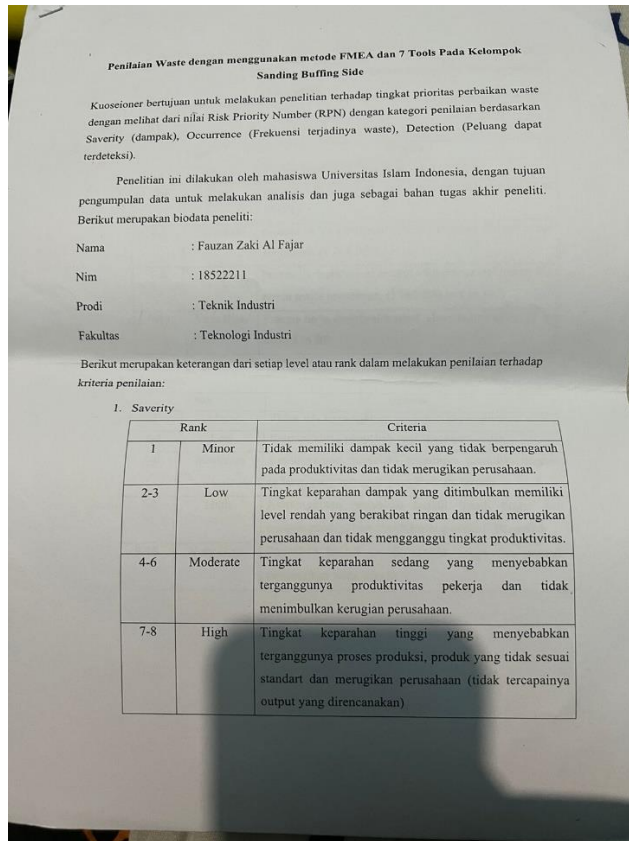 Penilaian Waste dengan menggunakan metode FMEA dan 7 Tools Pada Kelompok
Sanding Buffing Side
Kuoseioner bertujuan untuk melakukan penelitian terhadap tingkat prioritas perbaikan waste
dengan melihat dari nilai Risk Priority Number (RPN) dengan kategori penilaian berdasarkan
Saverity (dampak), Occurrence (Frekuensi terjadinya waste), Detection (Peluang dapat
terdeteksi).
Penelitian ini dilakukan oleh mahasiswa Universitas Islam Indonesia, dengan tujuan
pengumpulan data untuk melakukan analisis dan juga sebagai bahan tugas akhir peneliti.
Berikut merupakan biodata peneliti:
Nama : Fauzan Zaki Al Fajar
Nim : 18522211
Prodi : Teknik Industri
Fakultas : Teknologi Industri
Berikut merupakan keterangan dari setiap level atau rank dalam melakukan penilaian terhadap
kriteria penilaian:
1. Saverity
Rank Criteria
1 Minor Tidak memiliki dampak kecil yang tidak berpengaruh
pada produktivitas dan tidak merugikan perusahaan.
2-3 Low Tingkat keparahan dampak yang ditimbulkan memiliki
level rendah yang berakibat ringan dan tidak merugikan
perusahaan dan tidak mengganggu tingkat produktivitas.
4-6 Moderate Tingkat keparahan sedang yang menyebabkan
terganggunya produktivitas pekerja dan tidak
menimbulkan kerugian perusahaan.
7-8 High Tingkat keparahan tinggi yang menyebabkan
terganggunya proses produksi, produk yang tidak sesuai
standart dan merugikan perusahaan (tidak tercapainya
output yang direncanakan)